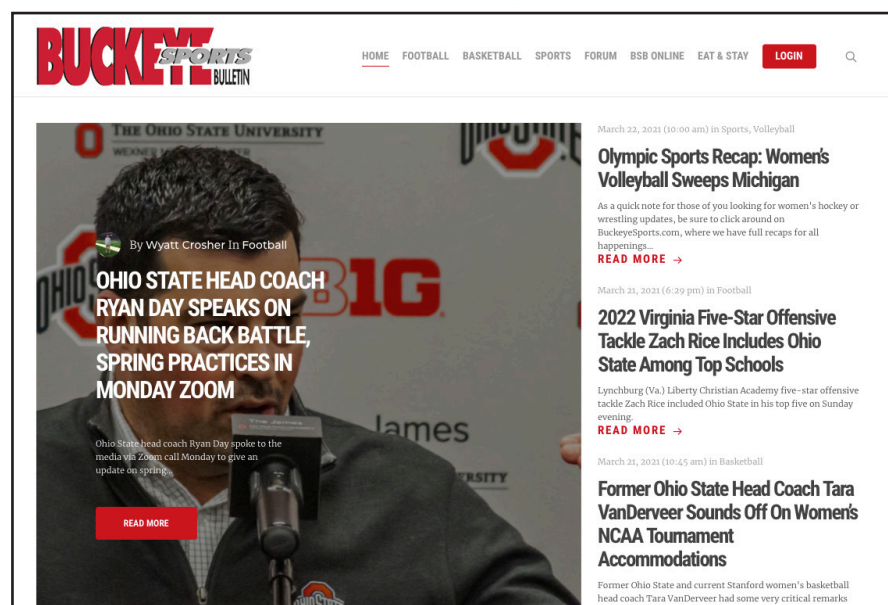 BUCKEYE
SPORTS
BULLETIN
HOME FOOTBALL BASKETBALL SPORTS FORUM BSB ONLINE EAT & STAY LOGIN
THE OHIO STATE UNIVERSITY
WEXNER
OHIO
B1G
James
The James
RSITY
By Wyatt Crosher In Football
OHIO STATE HEAD COACH
RYAN DAY SPEAKS ON
RUNNING BACK BATTLE,
SPRING PRACTICES IN
MONDAY ZOOM
Ohio State head coach Ryan Day spoke to the
media via Zoom call Monday to give an
update on spring...
READ MORE
March 22, 2021 (10:00 am) in Sports, Volleyball
Olympic Sports Recap: Women's
Volleyball Sweeps Michigan
As a quick note for those of you looking for women's hockey or
wrestling updates, be sure to click around on
BuckeyeSports.com, where we have full recaps for all
happenings...
READ MORE →
March 21, 2021 (6:29 pm) in Football
2022 Virginia Five-Star Offensive
Tackle Zach Rice Includes Ohio
State Among Top Schools
Lynchburg (Va.) Liberty Christian Academy five-star offensive
tackle Zach Rice included Ohio State in his top five on Sunday
evening.
READ MORE →
March 21, 2021 (10:45 am) in Basketball
Former Ohio State Head Coach Tara
VanDerveer Sounds Off On Women's
NCAA Tournament
Accommodations
Former Ohio State and current Stanford women's basketball
head coach Tara VanDerveer had some very critical remarks